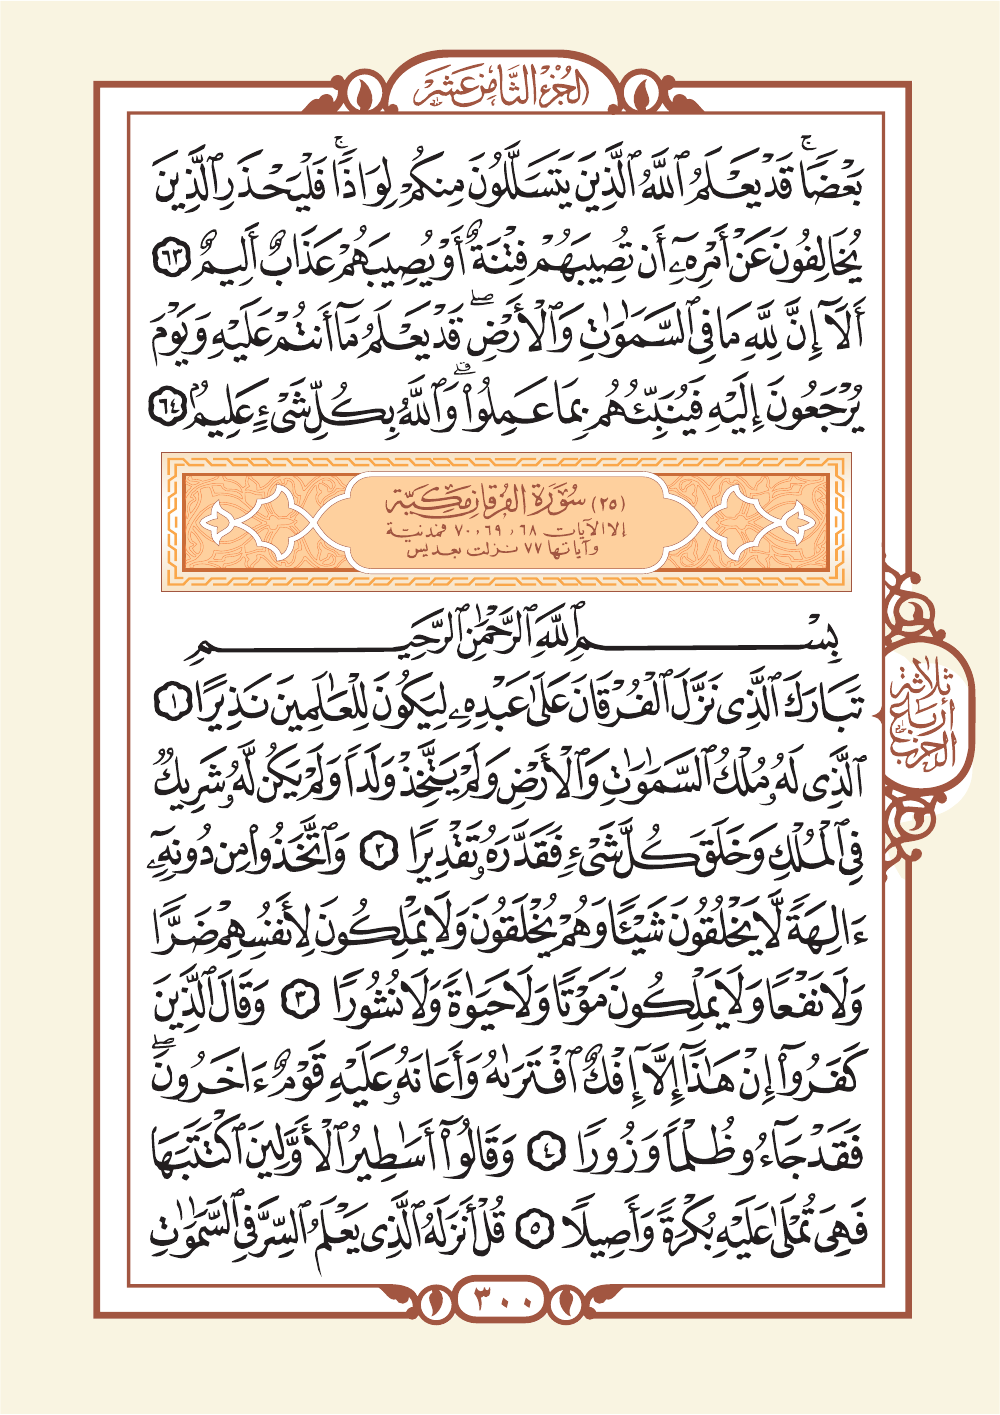 الجزء الثامن عشر
بَعْضًاۚ قَدْ يَعْلَمُ ٱللَّهُ ٱلَّذِينَ يَتَسَلَّلُونَ مِنكُمْ لِوَاذًاۚ فَلْيَحْذَرِ ٱلَّذِينَ
يُخَالِفُونَ عَنْ أَمْرِهِۦٓ أَن تُصِيبَهُمْ فِتْنَةٌ أَوْ يُصِيبَهُمْ عَذَابٌ أَلِيمٌ ٦٣
أَلَآ إِنَّ لِلَّهِ مَا فِى ٱلسَّمَٰوَٰتِ وَٱلْأَرْضِۖ قَدْ يَعْلَمُ مَآ أَنتُمْ عَلَيْهِ وَيَوْمَ
يُرْجَعُونَ إِلَيْهِ فَيُنَبِّئُهُم بِمَا عَمِلُوا۟ۗ وَٱللَّهُ بِكُلِّ شَىْءٍ عَلِيمٌۢ ٦٤
(٢٥) سُورَةُ الفُرقَانِ مَكيَّة
إلا الآيات ٦٨، ٦٩، ٧٠ فمدنيّة
وآياتها ٧٧ نزلت بعد يس
بِسْمِ ٱللَّهِ ٱلرَّحْمَٰنِ ٱلرَّحِيمِ
تَبَارَكَ ٱلَّذِى نَزَّلَ ٱلْفُرْقَانَ عَلَىٰ عَبْدِهِۦ لِيَكُونَ لِلْعَٰلَمِينَ نَذِيرًا ١
ٱلَّذِى لَهُۥ مُلْكُ ٱلسَّمَٰوَٰتِ وَٱلْأَرْضِ وَلَمْ يَتَّخِذْ وَلَدًا وَلَمْ يَكُن لَّهُۥ شَرِيكٌ
فِى ٱلْمُلْكِ وَخَلَقَ كُلَّ شَىْءٍ فَقَدَّرَهُۥ تَقْدِيرًا ٢ وَٱتَّخَذُوا۟ مِن دُونِهِۦٓ
ءَالِهَةً لَّا يَخْلُقُونَ شَيْـًٔا وَهُمْ يُخْلَقُونَ وَلَا يَمْلِكُونَ لِأَنفُسِهِمْ ضَرًّا
وَلَا نَفْعًا وَلَا يَمْلِكُونَ مَوْتًا وَلَا حَيَوٰةً وَلَا نُشُورًا ٣ وَقَالَ ٱلَّذِينَ
كَفَرُوٓا۟ إِنْ هَٰذَآ إِلَّآ إِفْكٌ ٱفْتَرَىٰهُ وَأَعَانَهُۥ عَلَيْهِ قَوْمٌ ءَاخَرُونَۖ
فَقَدْ جَآءُو ظُلْمًا وَزُورًا ٤ وَقَالُوٓا۟ أَسَٰطِيرُ ٱلْأَوَّلِينَ ٱكْتَتَبَهَا
فَهِىَ تُمْلَىٰ عَلَيْهِ بُكْرَةً وَأَصِيلًا ٥ قُلْ أَنزَلَهُ ٱلَّذِى يَعْلَمُ ٱلسِّرَّ فِى ٱلسَّمَٰوَٰتِ
ثلاثة
أرباع
الحزب
٣٠٠